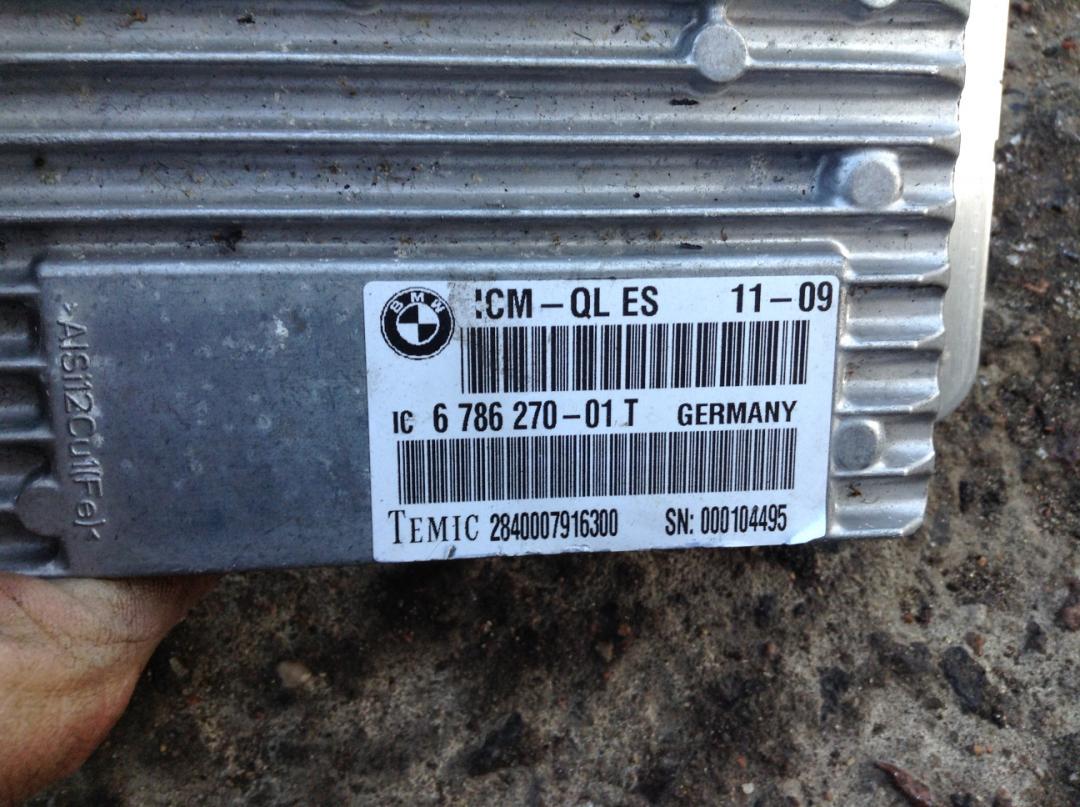 BMW
ICM-QL ES 11-09
IC 6 786 270-01 T GERMANY
TEMIC 2840007916300 SN: 000104495
>AlSi12Cu1(Fe)<